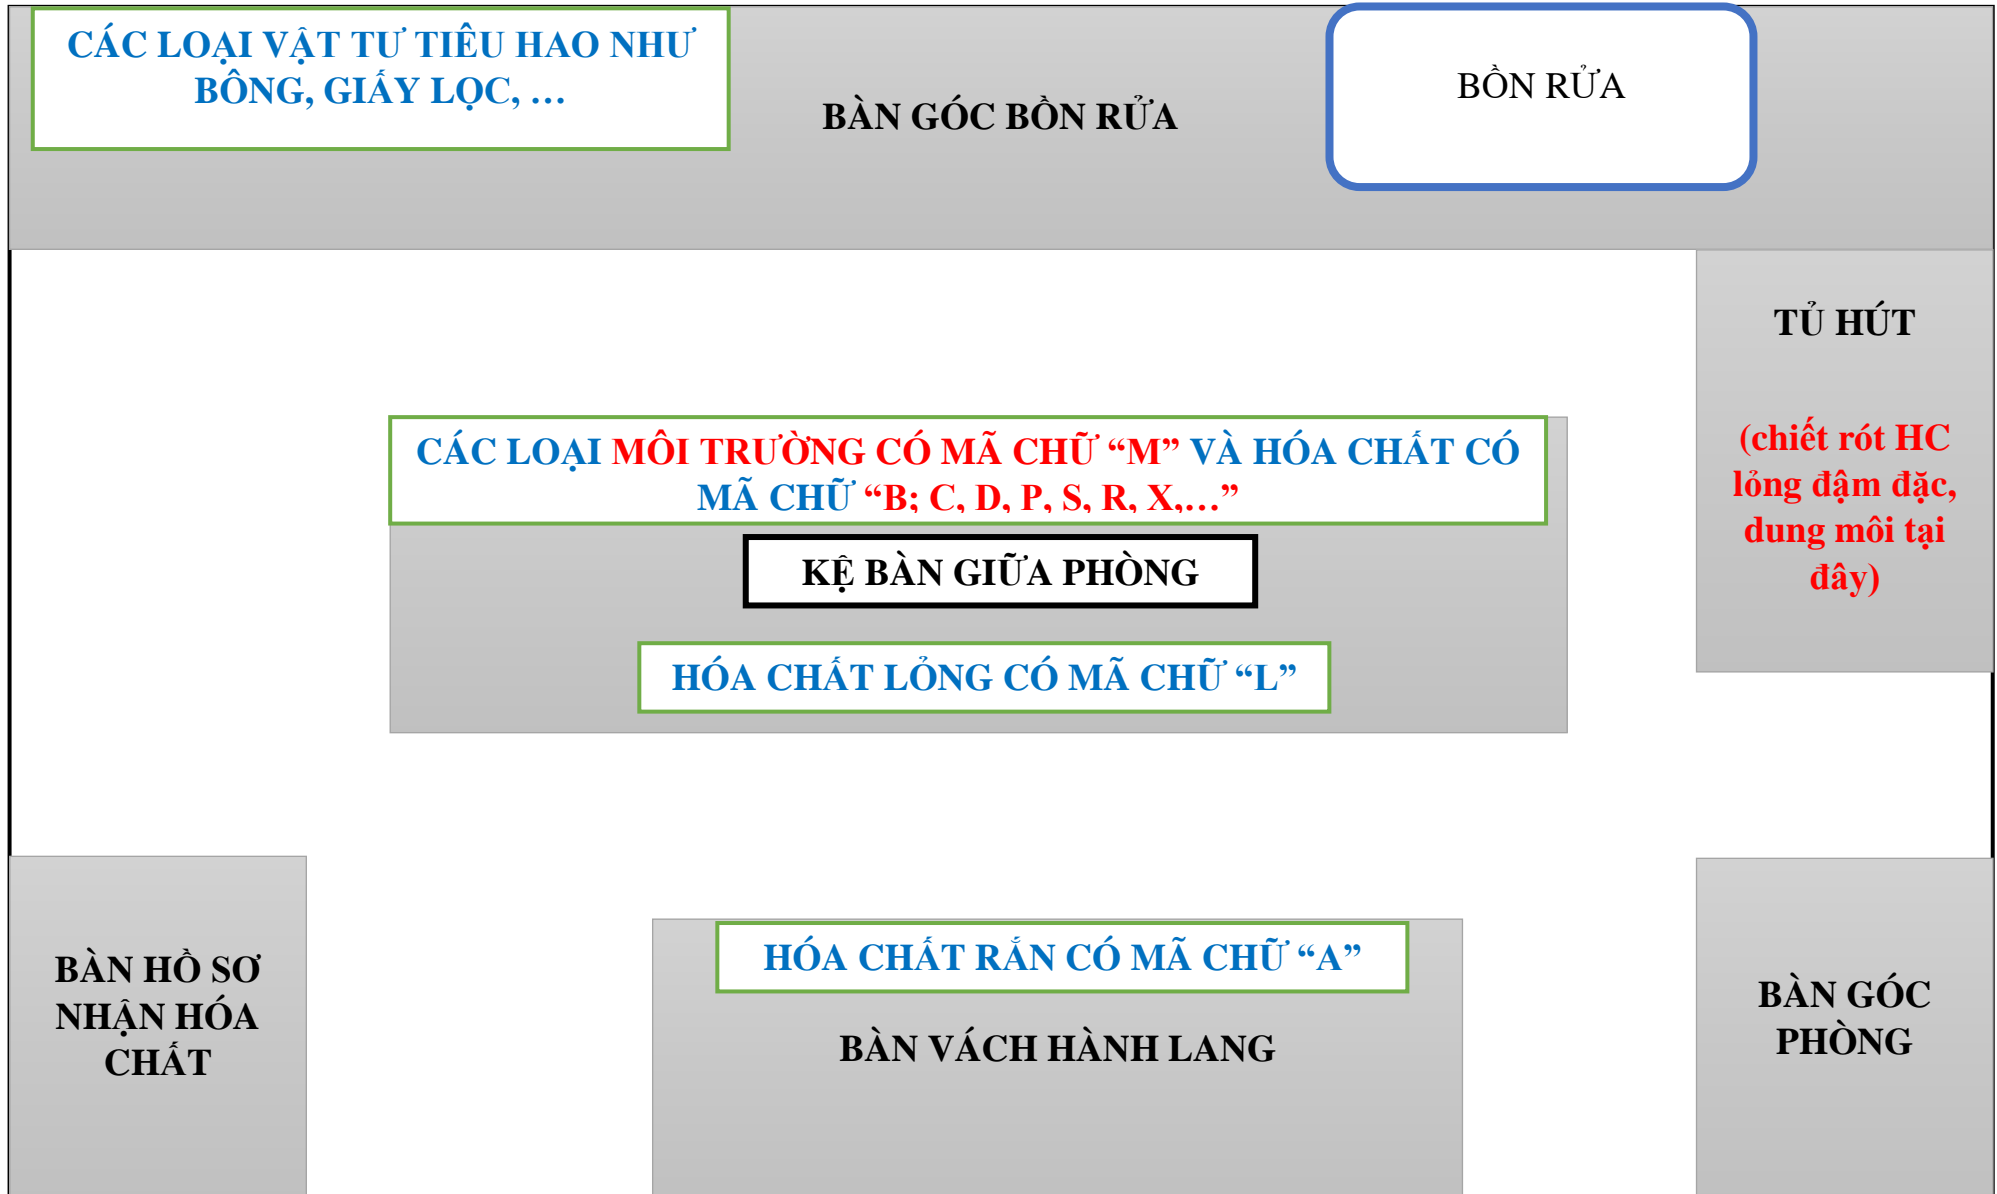 CÁC LOẠI VẬT TƯ TIÊU HAO NHƯ
BÔNG, GIẤY LỌC, …
BÀN GÓC BỒN RỬA
BỒN RỬA
TỦ HÚT
(chiết rót HC
lỏng đậm đặc,
dung môi tại
đây)
CÁC LOẠI MÔI TRƯỜNG CÓ MÃ CHỮ “M” VÀ HÓA CHẤT CÓ
MÃ CHỮ “B; C, D, P, S, R, X,…”
KỆ BÀN GIỮA PHÒNG
HÓA CHẤT LỎNG CÓ MÃ CHỮ “L”
BÀN HỒ SƠ
NHẬN HÓA
CHẤT
HÓA CHẤT RẮN CÓ MÃ CHỮ “A”
BÀN VÁCH HÀNH LANG
BÀN GÓC
PHÒNG